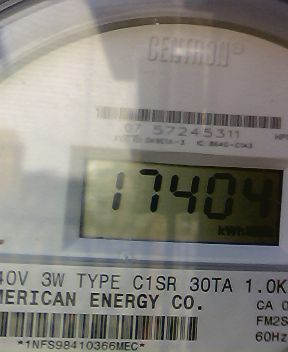 CENTRON®
07 57245311
17404
kWh
40V 3W TYPE C1SR 30TA 1.0K
MERICAN ENERGY CO.
CA 0
FM2S
60Hz
*1NFS98410366MEC*